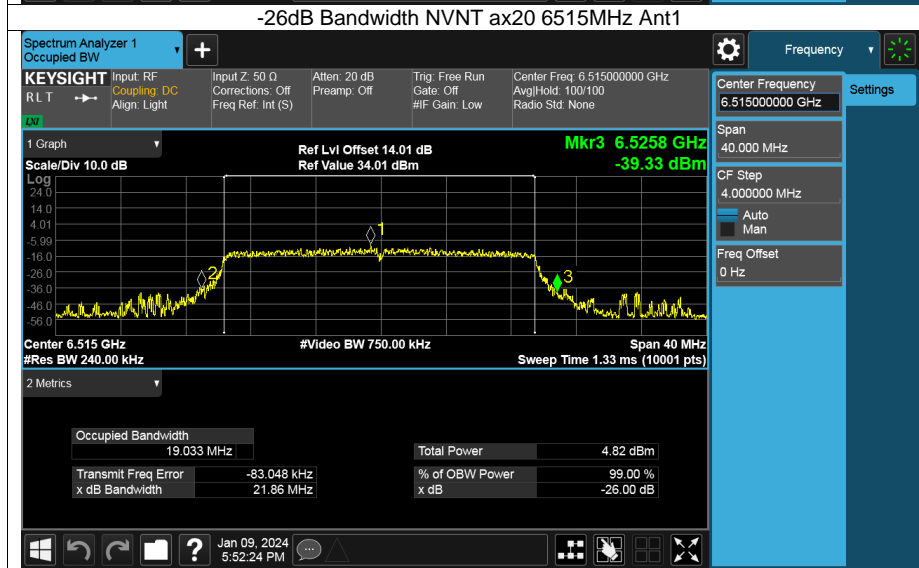 -26dB Bandwidth NVNT ax20 6515MHz Ant1
Spectrum Analyzer 1
Occupied BW
Frequency
KEYSIGHT
RLT
LNI
Input: RF
Coupling: DC
Align: Light
Input Z: 50 Ω
Corrections: Off
Freq Ref: Int (S)
Atten: 20 dB
Preamp: Off
Trig: Free Run
Gate: Off
#IF Gain: Low
Center Freq: 6.515000000 GHz
Avg|Hold: 100/100
Radio Std: None
Center Frequency
6.515000000 GHz
Settings
Span
40.000 MHz
CF Step
4.000000 MHz
Auto
Man
Freq Offset
0 Hz
1 Graph
Scale/Div 10.0 dB
Ref Lvl Offset 14.01 dB
Ref Value 34.01 dBm
Mkr3 6.5258 GHz
-39.33 dBm
Log
24.0
14.0
4.01
-5.99
-16.0
-26.0
-36.0
-46.0
-56.0
1
2
3
Center 6.515 GHz
#Res BW 240.00 kHz
#Video BW 750.00 kHz
Span 40 MHz
Sweep Time 1.33 ms (10001 pts)
2 Metrics
Occupied Bandwidth
19.033 MHz
Total Power 4.82 dBm
Transmit Freq Error -83.048 kHz
% of OBW Power 99.00 %
x dB Bandwidth 21.86 MHz
x dB -26.00 dB
?
Jan 09, 2024
5:52:24 PM